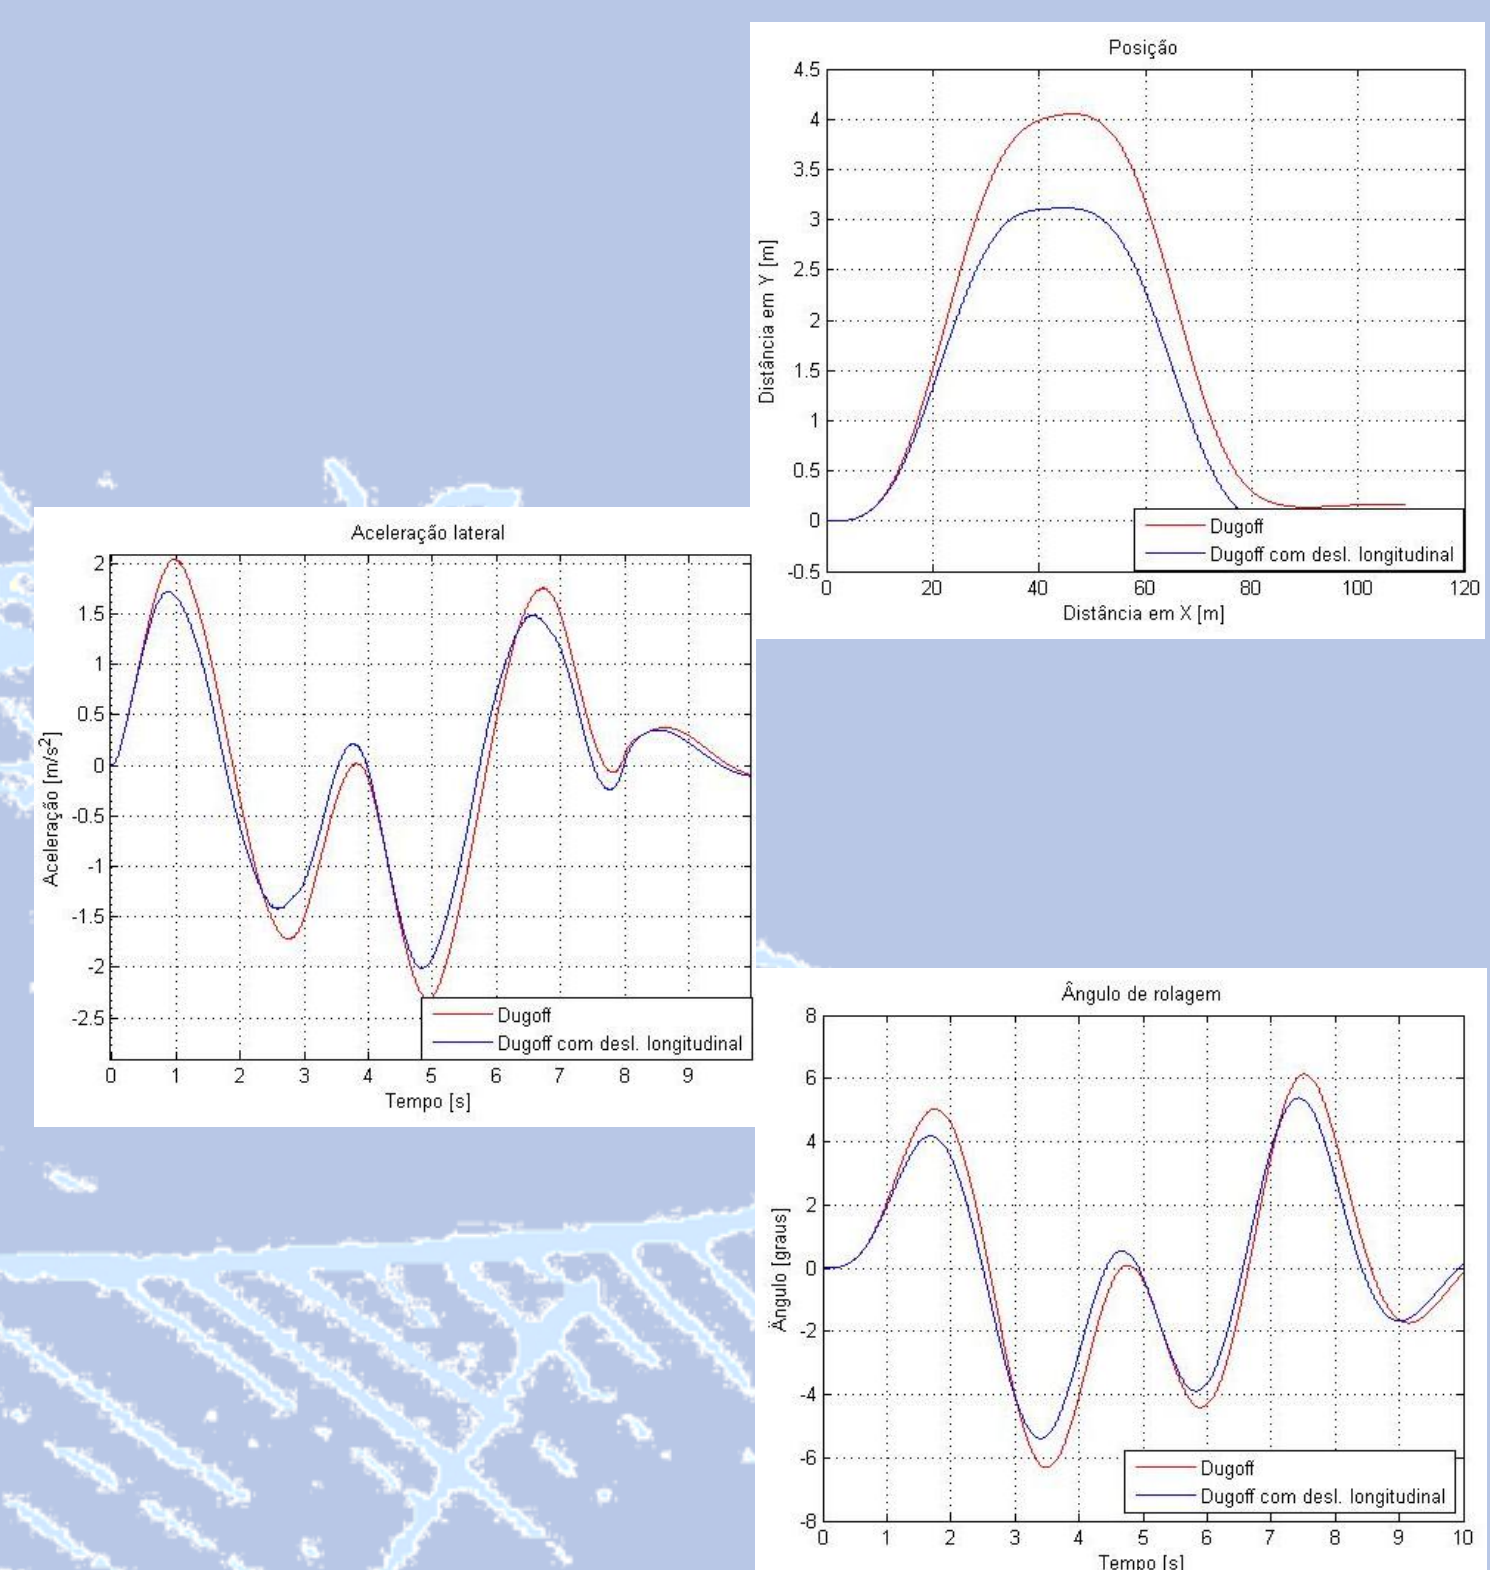 Posição
4.5
4
3.5
3
2.5
2
1.5
1
0.5
0
-0.5
Distância em Y [m]
0 20 40 60 80 100 120
Distância em X [m]
Dugoff
Dugoff com desl. longitudinal
Aceleração lateral
2
1.5
1
0.5
0
-0.5
-1
-1.5
-2
-2.5
Aceleração [m/s²]
0 1 2 3 4 5 6 7 8 9
Tempo [s]
Dugoff
Dugoff com desl. longitudinal
Ângulo de rolagem
8
6
4
2
0
-2
-4
-6
-8
Ângulo [graus]
0 1 2 3 4 5 6 7 8 9 10
Tempo [s]
Dugoff
Dugoff com desl. longitudinal